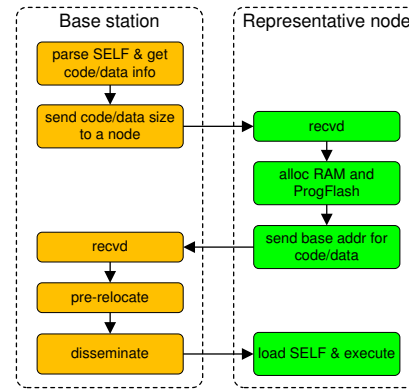 Base station
Representative node
parse SELF & get
code/data info
send code/data size
to a node
recvd
alloc RAM and
ProgFlash
send base addr for
code/data
recvd
pre-relocate
disseminate
load SELF & execute